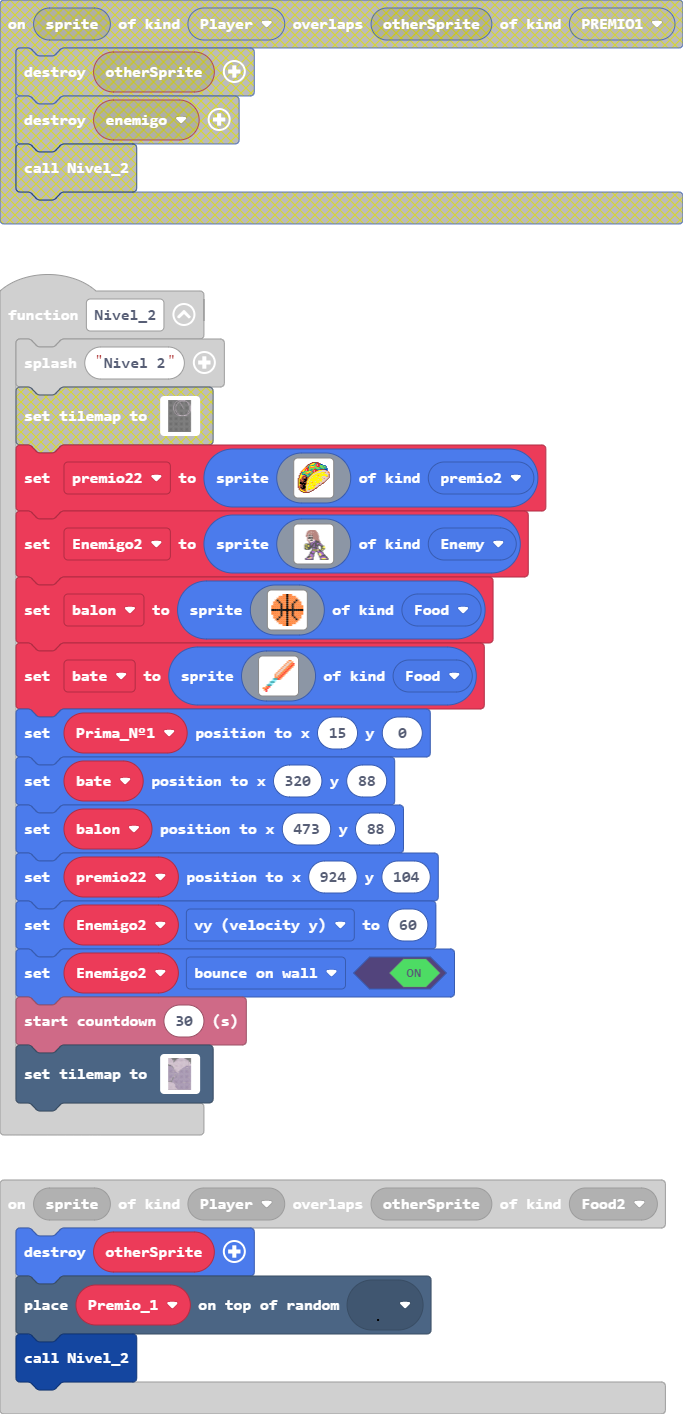 on sprite of kind Player overlaps otherSprite of kind PREMIO1
destroy otherSprite
destroy enemigo
call Nivel_2
function Nivel_2
splash "Nivel 2"
set tilemap to
set premio22 to sprite of kind premio2
set Enemigo2 to sprite of kind Enemy
set balon to sprite of kind Food
set bate to sprite of kind Food
set Prima_Nº1 position to x 15 y 0
set bate position to x 320 y 88
set balon position to x 473 y 88
set premio22 position to x 924 y 104
set Enemigo2 vy (velocity y) to 60
set Enemigo2 bounce on wall ON
start countdown 30 (s)
set tilemap to
on sprite of kind Player overlaps otherSprite of kind Food2
destroy otherSprite
place Premio_1 on top of random
call Nivel_2